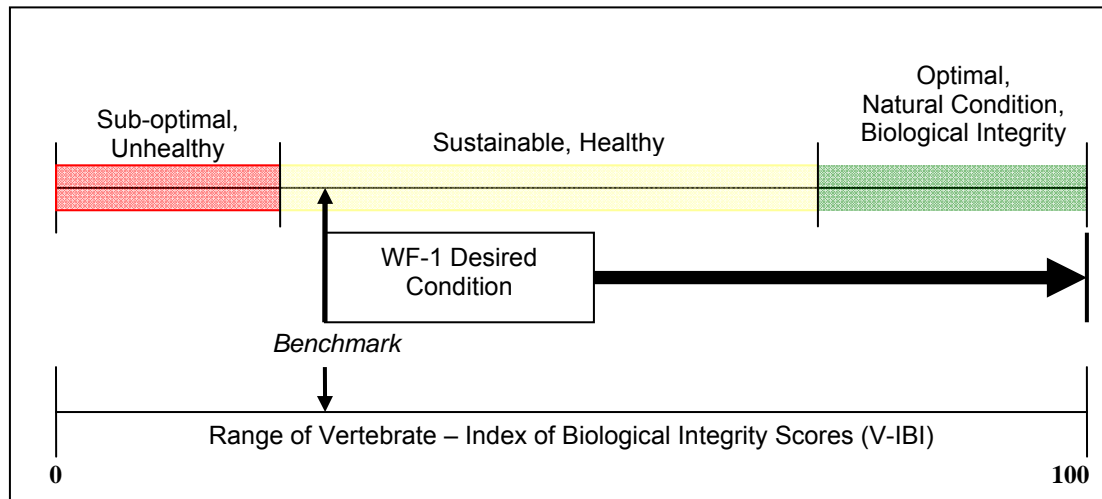 Sub-optimal,
Unhealthy
Sustainable, Healthy
Optimal,
Natural Condition,
Biological Integrity
WF-1 Desired
Condition
Benchmark
Range of Vertebrate – Index of Biological Integrity Scores (V-IBI)
0
100